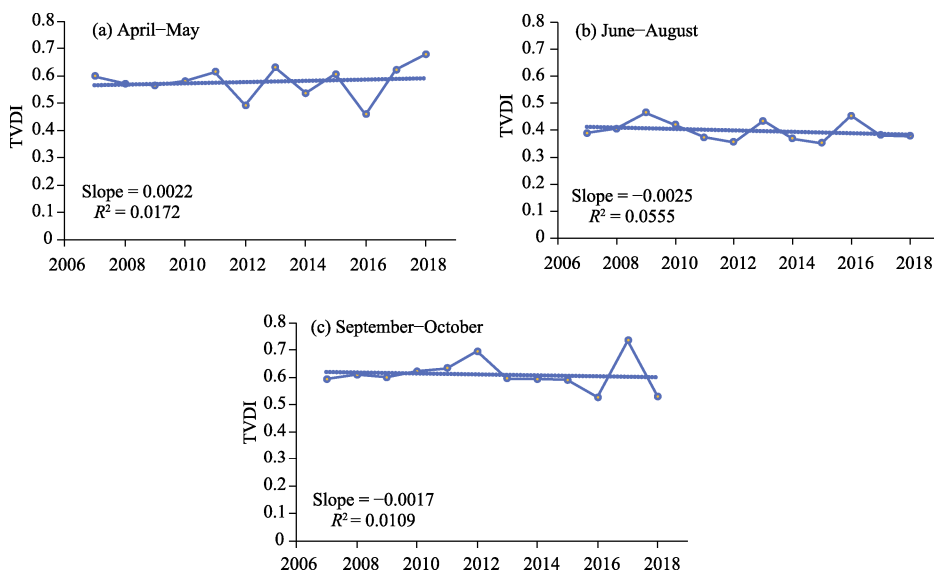 (a) April−May
TVDI
0.8
0.7
0.6
0.5
0.4
0.3
0.2
0.1
0
Slope = 0.0022
R² = 0.0172
2006 2008 2010 2012 2014 2016 2018
(b) June−August
TVDI
0.8
0.7
0.6
0.5
0.4
0.3
0.2
0.1
0
Slope = −0.0025
R² = 0.0555
2006 2008 2010 2012 2014 2016 2018
(c) September−October
TVDI
0.8
0.7
0.6
0.5
0.4
0.3
0.2
0.1
0
Slope = −0.0017
R² = 0.0109
2006 2008 2010 2012 2014 2016 2018